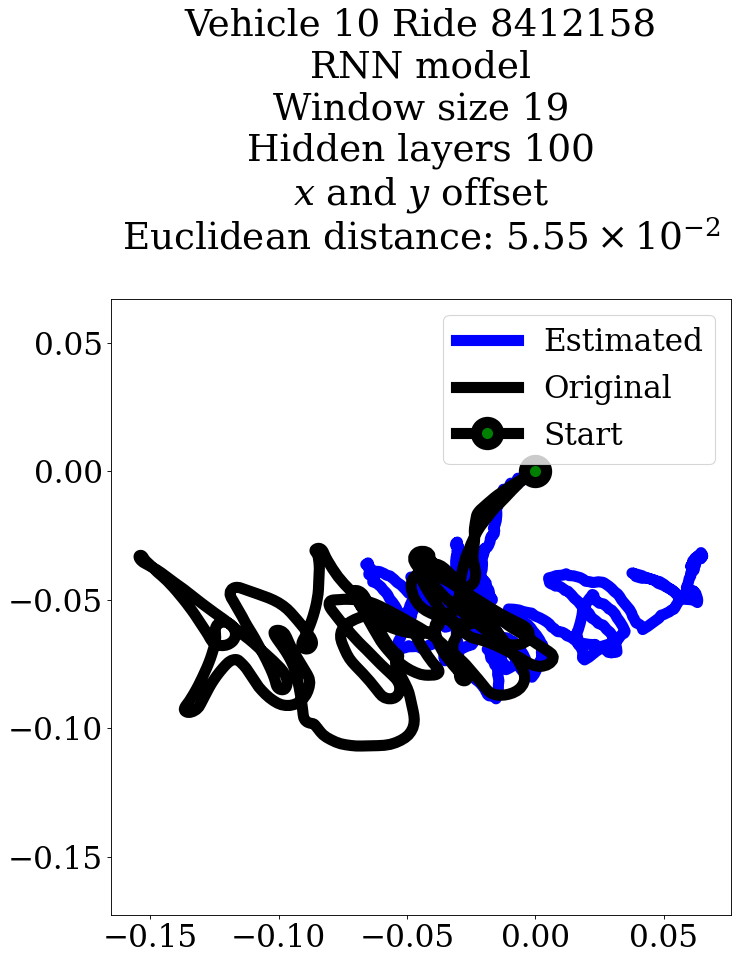 Vehicle 10 Ride 8412158
RNN model
Window size 19
Hidden layers 100
x and y offset
Euclidean distance: 5.55 × 10⁻²
Estimated
Original
Start
0.05
0.00
−0.05
−0.10
−0.15
−0.15
−0.10
−0.05
0.00
0.05